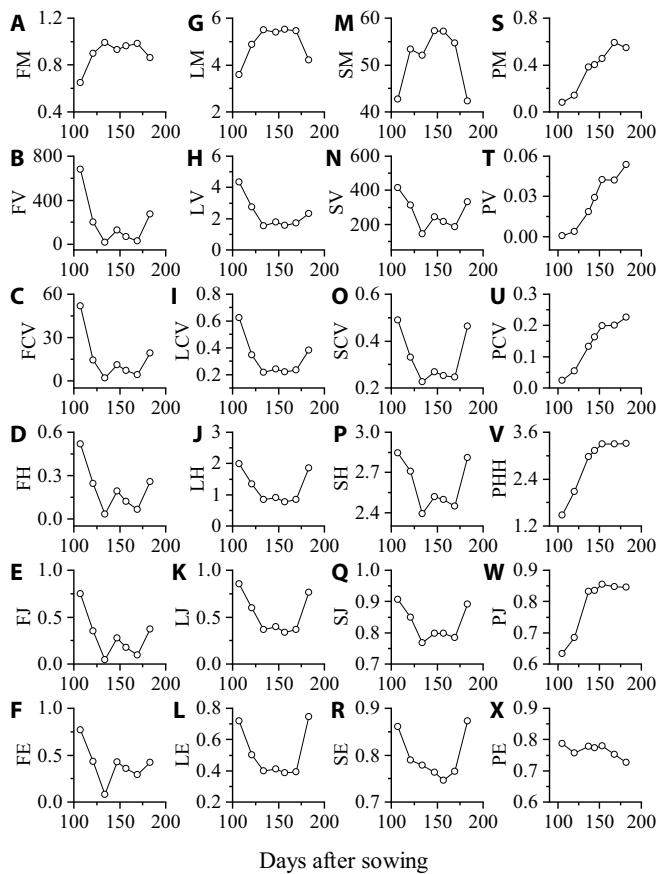 A
FM
1.2
0.8
0.4
100 150 200
G
LM
6
4
2
100 150 200
M
SM
60
50
40
100 150 200
S
PM
0.8
0.4
0.0
100 150 200
B
FV
800
400
0
100 150 200
H
LV
6
4
2
0
100 150 200
N
SV
600
400
200
100 150 200
T
PV
0.06
0.03
0.00
100 150 200
C
FCV
60
30
0
100 150 200
I
LCV
0.8
0.6
0.4
0.2
100 150 200
O
SCV
0.6
0.4
0.2
100 150 200
U
PCV
0.3
0.2
0.1
0.0
100 150 200
D
FH
0.6
0.3
0.0
100 150 200
J
LH
3
2
1
0
100 150 200
P
SH
3.0
2.7
2.4
100 150 200
V
PHH
3.6
2.4
1.2
100 150 200
E
FJ
1.0
0.5
0.0
100 150 200
K
LJ
1.0
0.5
0.0
100 150 200
Q
SJ
1.0
0.9
0.8
0.7
100 150 200
W
PJ
0.9
0.8
0.7
0.6
100 150 200
F
FE
1.0
0.5
0.0
100 150 200
L
LE
0.8
0.6
0.4
0.2
100 150 200
R
SE
0.9
0.8
0.7
100 150 200
X
PE
0.9
0.8
0.7
0.6
100 150 200
Days after sowing